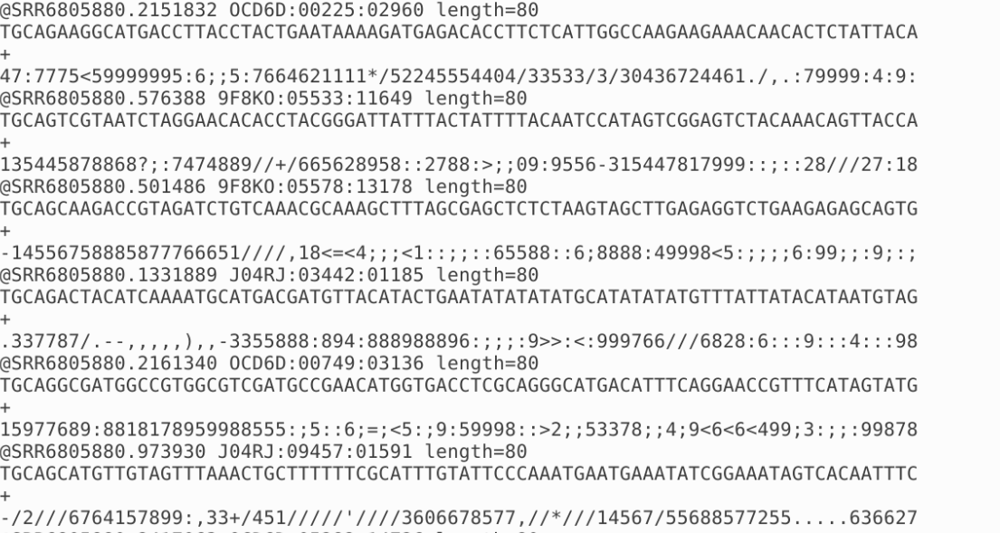 @SRR6805880.2151832 OCD6D:00225:02960 length=80
TGCAGAAGGCATGACCTTACCTACTGAATAAAAGATGAGACACCTTCTCATTGGCCAAGAAGAAACAACACTCTATTACA
+
47:7775<59999995:6;;5:7664621111*/52245554404/33533/3/30436724461./,.:79999:4:9:
@SRR6805880.576388 9F8KO:05533:11649 length=80
TGCAGTCGTAATCTAGGAACACACCTACGGGATTATTTACTATTTTACAATCCATAGTCGGAGTCTACAAACAGTTACCA
+
135445878868?;:7474889//+/665628958::2788:>;;09:9556-315447817999::;::28///27:18
@SRR6805880.501486 9F8KO:05578:13178 length=80
TGCAGCAAGACCGTAGATCTGTCAAACGCAAAGCTTTAGCGAGCTCTCTAAGTAGCTTGAGAGGTCTGAAGAGAGCAGTG
+
-14556758885877766651////,18<=<4;;;<1::;;::65588::6;8888:49998<5:;;;;6:99;;:9;:;
@SRR6805880.1331889 J04RJ:03442:01185 length=80
TGCAGACTACATCAAAATGCATGACGATGTTACATACTGAATATATATATGCATATATATGTTTATTATACATAATGTAG
+
.337787/.--,,,,,),,-3355888:894:888988896:;;;:9>>:<:999766///6828:6:::9:::4:::98
@SRR6805880.2161340 OCD6D:00749:03136 length=80
TGCAGGCGATGGCCGTGGCGTCGATGCCGAACATGGTGACCTCGCAGGGCATGACATTTCAGGAACCGTTTCATAGTATG
+
15977689:8818178959988555:;5::6;=;<5:;9:59998::>2;;53378;;4;9<6<6<499;3:;;:99878
@SRR6805880.973930 J04RJ:09457:01591 length=80
TGCAGCATGTTGTAGTTTAAACTGCTTTTTTCGCATTTGTATTCCCAAATGAATGAAATATCGGAAATAGTCACAATTTC
+
-/2///6764157899:,33+/451/////'////3606678577,//*///14567/55688577255.....636627